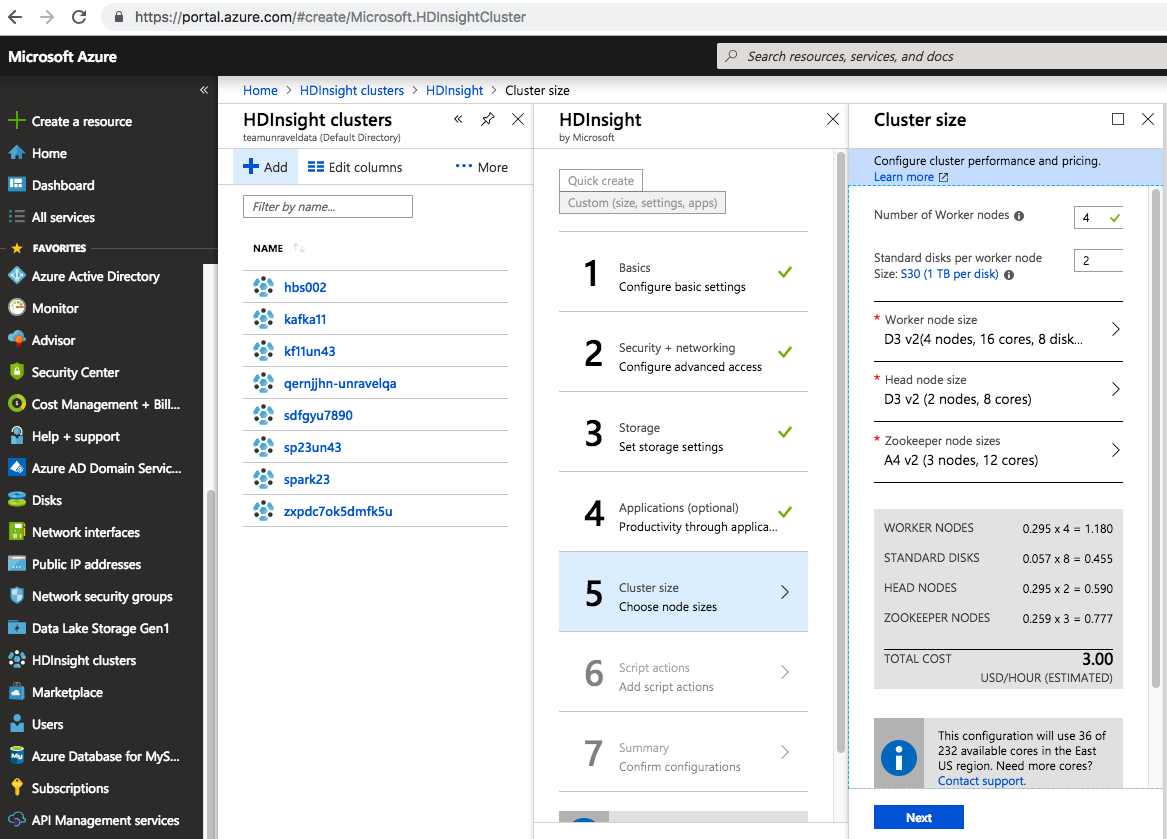 https://portal.azure.com/#create/Microsoft.HDInsightCluster
Microsoft Azure
Search resources, services, and docs
«
Create a resource
Home
Dashboard
All services
FAVORITES
Azure Active Directory
Monitor
Advisor
Security Center
Cost Management + Bill...
Help + support
Azure AD Domain Servic...
Disks
Network interfaces
Public IP addresses
Network security groups
Data Lake Storage Gen1
HDInsight clusters
Marketplace
Users
Azure Database for MyS...
Subscriptions
API Management services
Home > HDInsight clusters > HDInsight > Cluster size
HDInsight clusters «
teamunraveldata (Default Directory)
Add Edit columns ••• More
Filter by name...
NAME
hbs002
kafka11
kf11un43
qernjjhn-unravelqa
sdfgyu7890
sp23un43
spark23
zxpdc7ok5dmfk5u
HDInsight
by Microsoft
Quick create
Custom (size, settings, apps)
1 Basics
Configure basic settings
2 Security + networking
Configure advanced access
3 Storage
Set storage settings
4 Applications (optional)
Productivity through applica...
5 Cluster size
Choose node sizes
6 Script actions
Add script actions
7 Summary
Confirm configurations
Cluster size
Configure cluster performance and pricing.
Learn more
Number of Worker nodes 4
Standard disks per worker node 2
Size: S30 (1 TB per disk)
* Worker node size
D3 v2(4 nodes, 16 cores, 8 disk...
* Head node size
D3 v2 (2 nodes, 8 cores)
* Zookeeper node sizes
A4 v2 (3 nodes, 12 cores)
WORKER NODES 0.295 x 4 = 1.180
STANDARD DISKS 0.057 x 8 = 0.455
HEAD NODES 0.295 x 2 = 0.590
ZOOKEEPER NODES 0.259 x 3 = 0.777
TOTAL COST 3.00
USD/HOUR (ESTIMATED)
This configuration will use 36 of
232 available cores in the East
US region. Need more cores?
Contact support.
Next